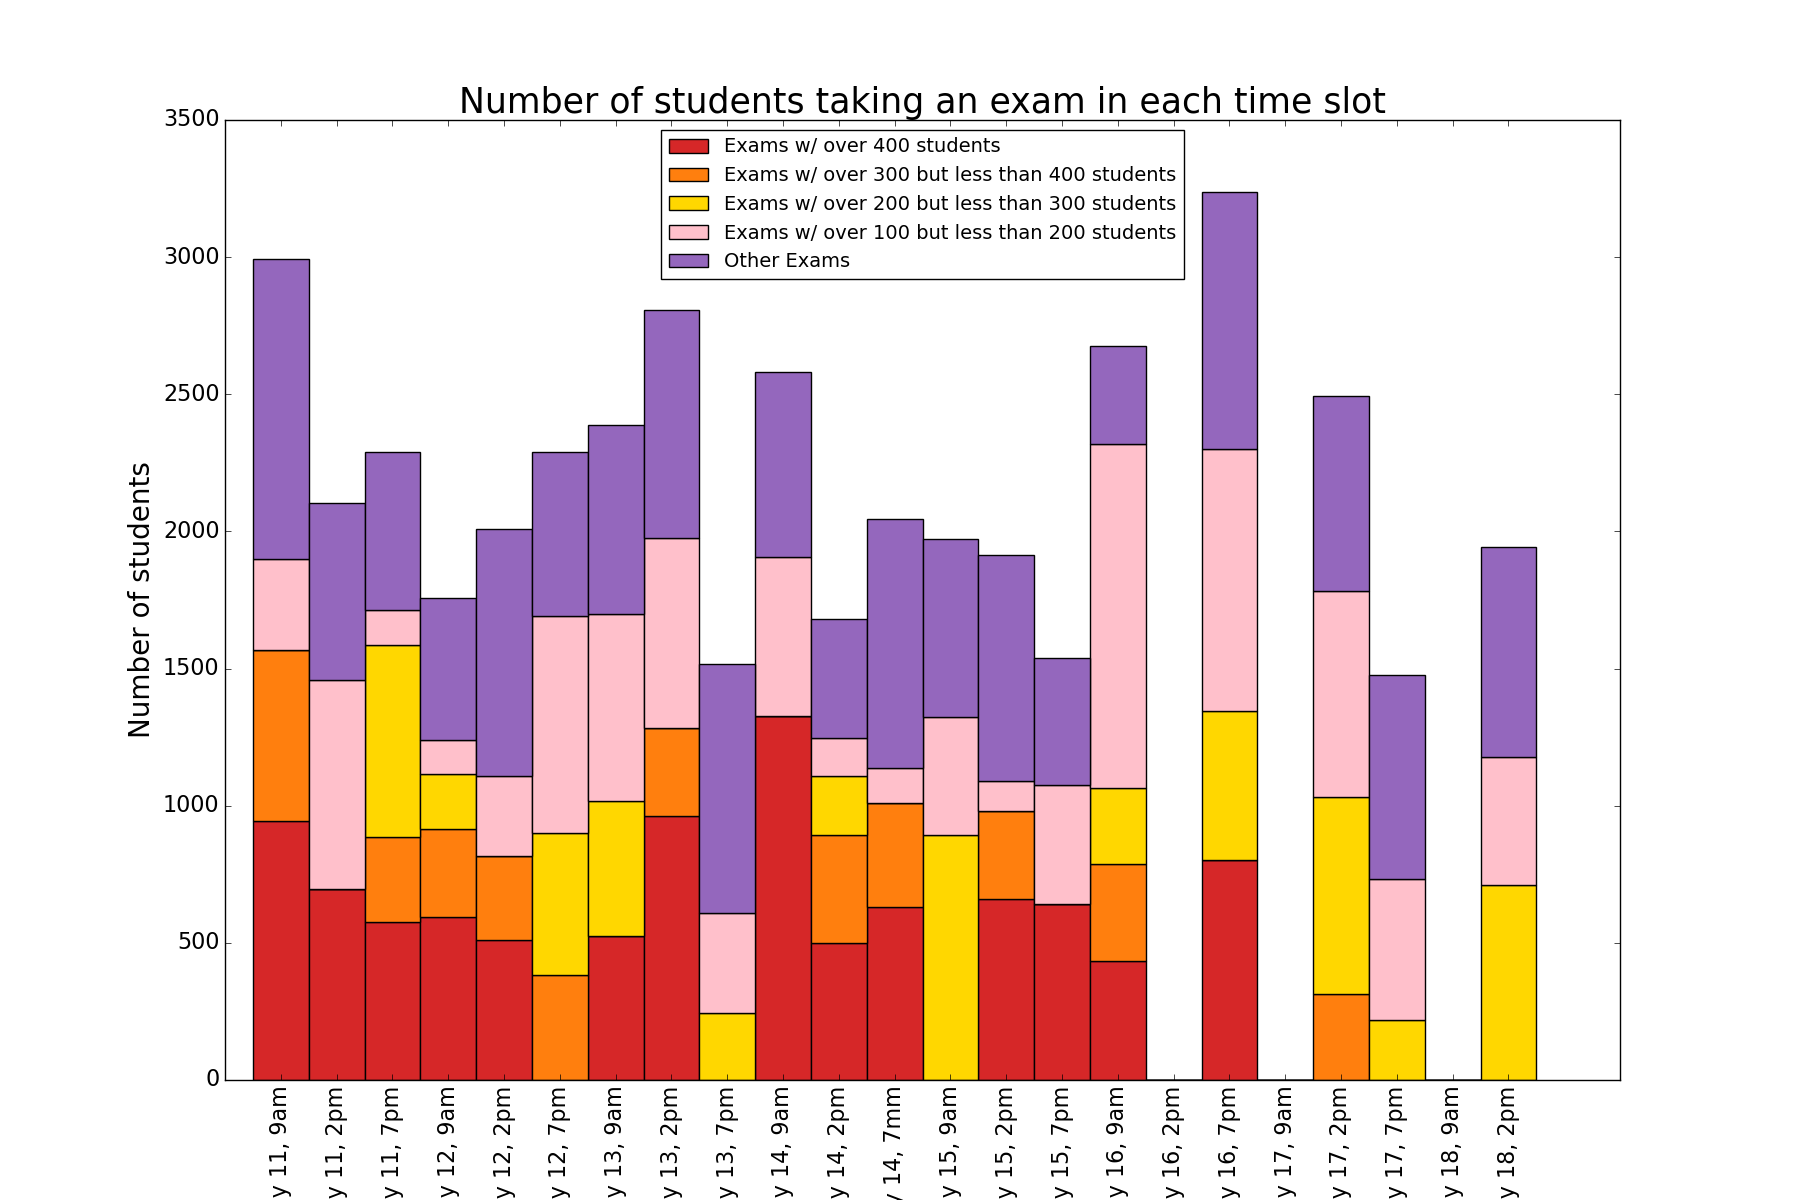 Number of students taking an exam in each time slot
Exams w/ over 400 students
Exams w/ over 300 but less than 400 students
Exams w/ over 200 but less than 300 students
Exams w/ over 100 but less than 200 students
Other Exams
Number of students
3500
3000
2500
2000
1500
1000
500
0
y 11, 9am
y 11, 2pm
y 11, 7pm
y 12, 9am
y 12, 2pm
y 12, 7pm
y 13, 9am
y 13, 2pm
y 13, 7pm
y 14, 9am
y 14, 2pm
y 14, 7mm
y 15, 9am
y 15, 2pm
y 15, 7pm
y 16, 9am
y 16, 2pm
y 16, 7pm
y 17, 9am
y 17, 2pm
y 17, 7pm
y 18, 9am
y 18, 2pm